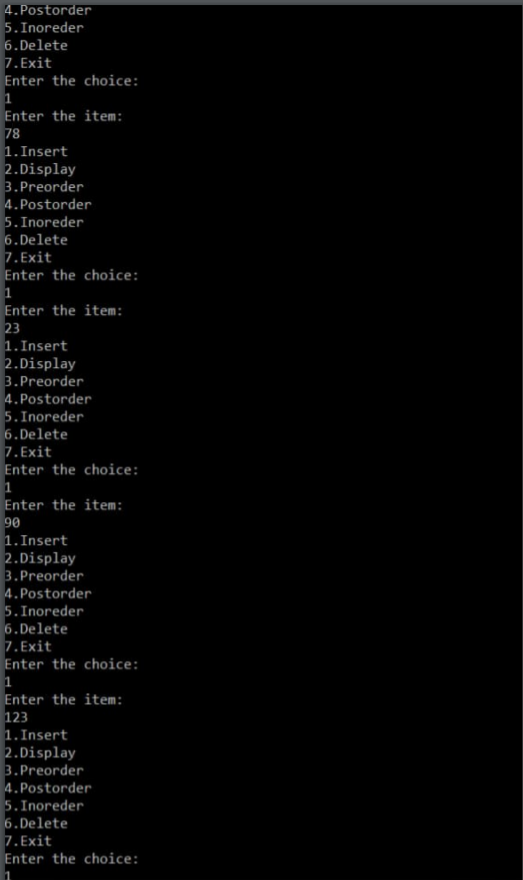 4.Postorder
5.Inoreder
6.Delete
7.Exit
Enter the choice:
1
Enter the item:
78
1.Insert
2.Display
3.Preorder
4.Postorder
5.Inoreder
6.Delete
7.Exit
Enter the choice:
1
Enter the item:
23
1.Insert
2.Display
3.Preorder
4.Postorder
5.Inoreder
6.Delete
7.Exit
Enter the choice:
1
Enter the item:
90
1.Insert
2.Display
3.Preorder
4.Postorder
5.Inoreder
6.Delete
7.Exit
Enter the choice:
1
Enter the item:
123
1.Insert
2.Display
3.Preorder
4.Postorder
5.Inoreder
6.Delete
7.Exit
Enter the choice:
1